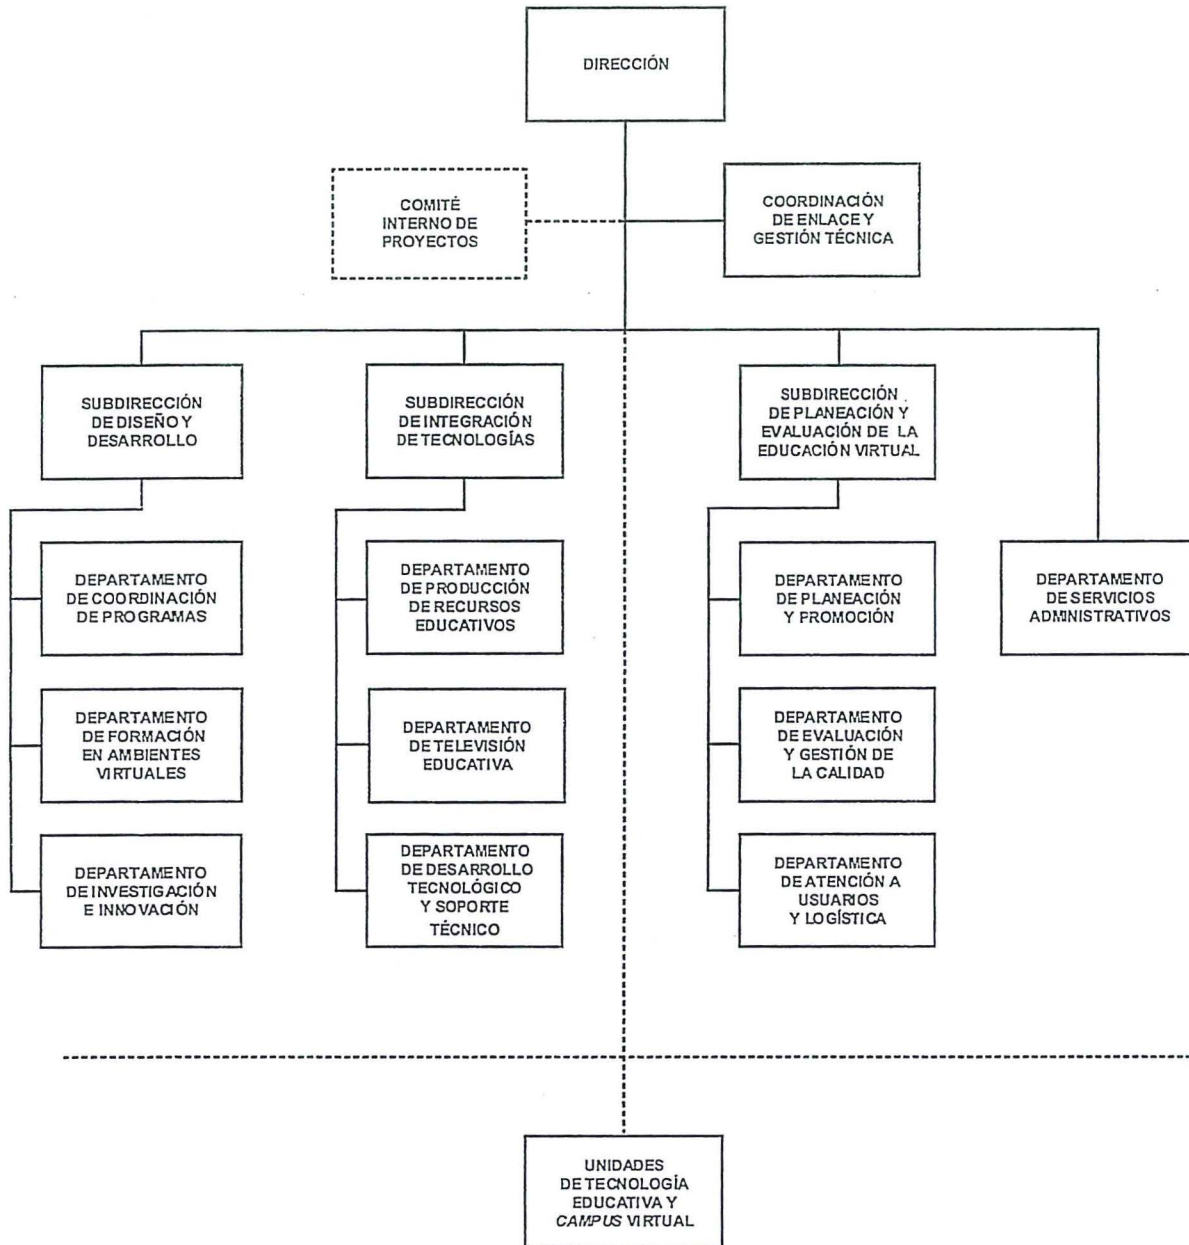 DIRECCIÓN
COMITÉ
INTERNO DE
PROYECTOS
COORDINACIÓN
DE ENLACE Y
GESTIÓN TÉCNICA
SUBDIRECCIÓN
DE DISEÑO Y
DESARROLLO
SUBDIRECCIÓN
DE INTEGRACIÓN
DE TECNOLOGÍAS
SUBDIRECCIÓN
DE PLANEACIÓN Y
EVALUACIÓN DE LA
EDUCACIÓN VIRTUAL
DEPARTAMENTO
DE COORDINACIÓN
DE PROGRAMAS
DEPARTAMENTO
DE PRODUCCIÓN
DE RECURSOS
EDUCATIVOS
DEPARTAMENTO
DE PLANEACIÓN
Y PROMOCIÓN
DEPARTAMENTO
DE SERVICIOS
ADMINISTRATIVOS
DEPARTAMENTO
DE FORMACIÓN
EN AMBIENTES
VIRTUALES
DEPARTAMENTO
DE TELEVISIÓN
EDUCATIVA
DEPARTAMENTO
DE EVALUACIÓN
Y GESTIÓN DE
LA CALIDAD
DEPARTAMENTO
DE INVESTIGACIÓN
E INNOVACIÓN
DEPARTAMENTO
DE DESARROLLO
TECNOLÓGICO
Y SOPORTE
TÉCNICO
DEPARTAMENTO
DE ATENCIÓN A
USUARIOS
Y LOGÍSTICA
UNIDADES
DE TECNOLOGÍA
EDUCATIVA Y
CAMPUS VIRTUAL